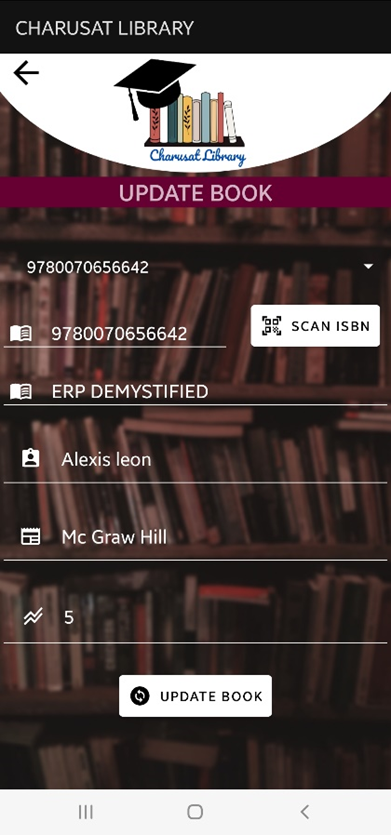 CHARUSAT LIBRARY
Charusat Library
UPDATE BOOK
9780070656642
9780070656642
SCAN ISBN
ERP DEMYSTIFIED
Alexis leon
Mc Graw Hill
5
UPDATE BOOK